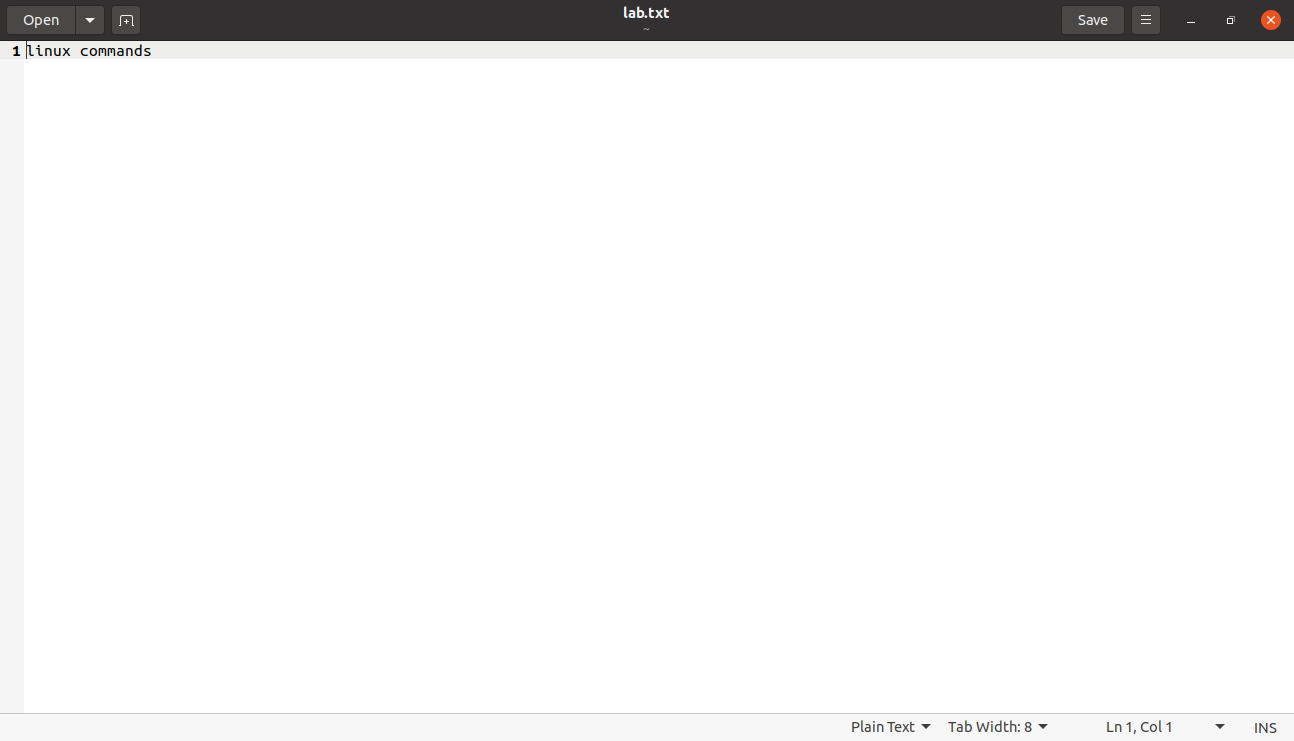 Open
lab.txt
~
Save
1 linux commands
Plain Text Tab Width: 8 Ln 1, Col 1 INS